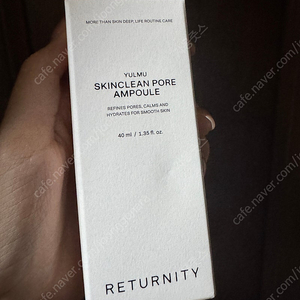 MORE THAN SKIN DEEP, LIFE ROUTINE CARE
YULMU
SKINCLEAN PORE
AMPOULE
REFINES PORES, CALMS AND
HYDRATES FOR SMOOTH SKIN
40 ml / 1.35 fl. oz.
RETURNITY